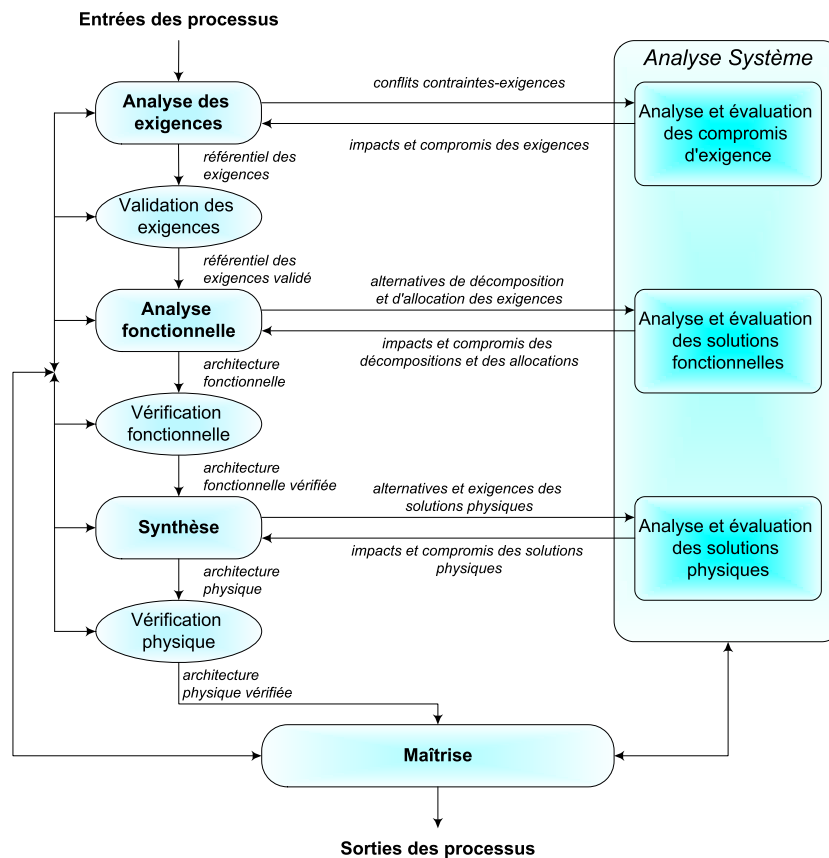 Entrées des processus
Analyse Système
Analyse des
exigences
conflits contraintes-exigences
impacts et compromis des exigences
Analyse et évaluation
des compromis
d'exigence
référentiel des
exigences
Validation des
exigences
référentiel des
exigences validé
Analyse
fonctionnelle
alternatives de décomposition
et d'allocation des exigences
impacts et compromis des
décompositions et des allocations
Analyse et évaluation
des solutions
fonctionnelles
architecture
fonctionnelle
Vérification
fonctionnelle
architecture
fonctionnelle vérifiée
Synthèse
alternatives et exigences des
solutions physiques
impacts et compromis des solutions
physiques
Analyse et évaluation
des solutions
physiques
architecture
physique
Vérification
physique
architecture
physique vérifiée
Maîtrise
Sorties des processus